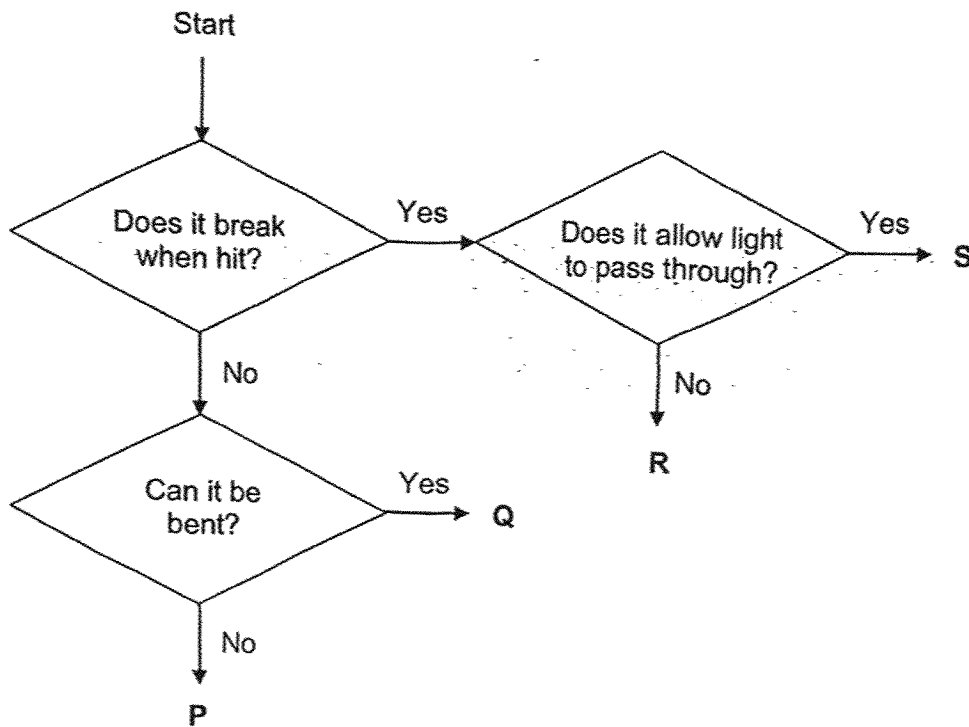 Start
Does it break
when hit?
Yes
Does it allow light
to pass through?
Yes
S
No
No
R
Can it be
bent?
Yes
Q
No
P